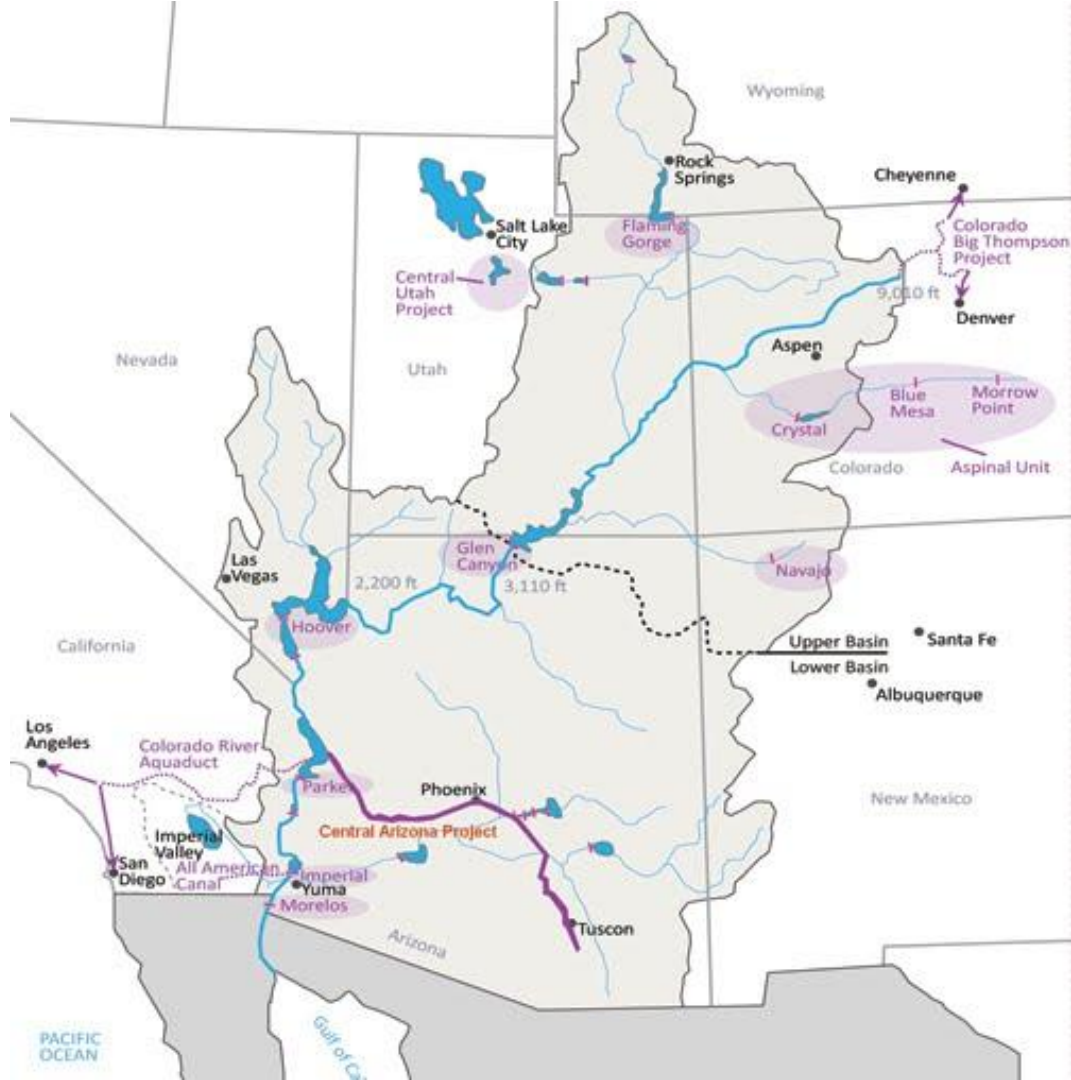 Wyoming
Rock
Springs
Cheyenne
Salt Lake
City
Flaming
Gorge
Colorado
Big Thompson
Project
Central
Utah
Project
9,010 ft
Denver
Nevada
Utah
Aspen
Blue
Mesa
Morrow
Point
Crystal
Colorado
Aspinal Unit
Glen
Canyon
Las
Vegas
2,200 ft
3,110 ft
Navajo
Hoover
California
Upper Basin
Santa Fe
Lower Basin
Albuquerque
Los
Angeles
Colorado River
Aquaduct
Parker
Phoenix
New Mexico
Central Arizona Project
Imperial
Valley
San
Diego
All American
Canal
Imperial
Yuma
Morelos
Tuscon
Arizona
PACIFIC
OCEAN
Gulf of Ca